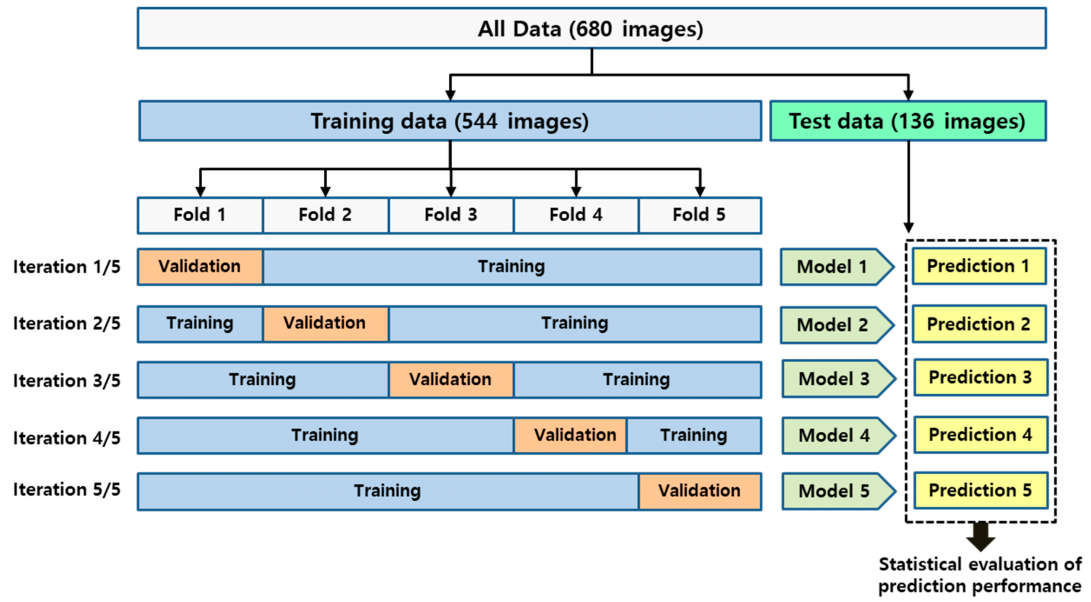 All Data (680 images)
Training data (544 images)
Test data (136 images)
Fold 1
Fold 2
Fold 3
Fold 4
Fold 5
Iteration 1/5
Validation
Training
Model 1
Prediction 1
Iteration 2/5
Training
Validation
Training
Model 2
Prediction 2
Iteration 3/5
Training
Validation
Training
Model 3
Prediction 3
Iteration 4/5
Training
Validation
Training
Model 4
Prediction 4
Iteration 5/5
Training
Validation
Model 5
Prediction 5
Statistical evaluation of
prediction performance